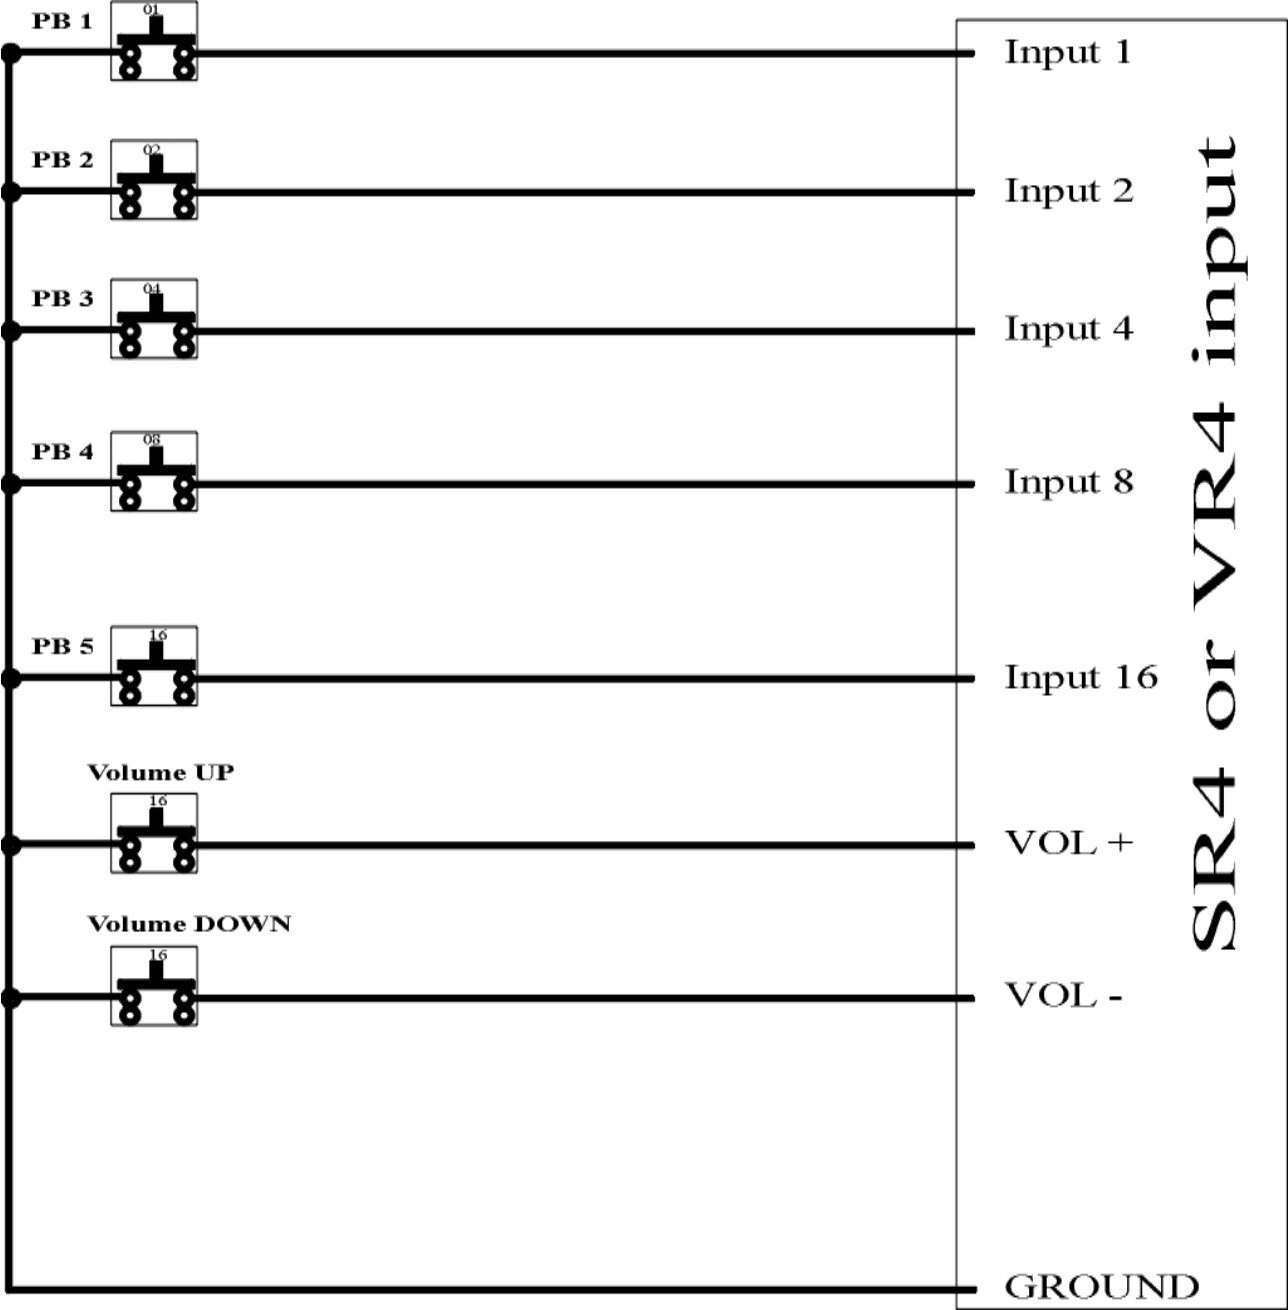 PB 1
01
Input 1
PB 2
02
Input 2
PB 3
04
Input 4
PB 4
08
Input 8
PB 5
16
Input 16
Volume UP
16
VOL +
Volume DOWN
16
VOL -
GROUND
SR4 or VR4 input